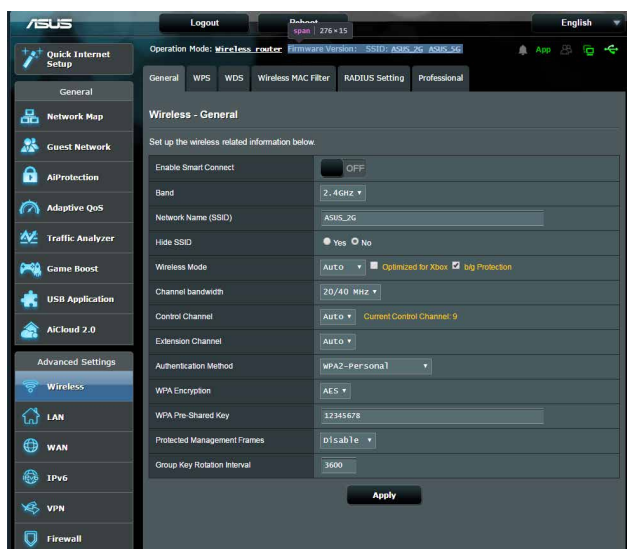 ASUS
Logout
Reboot
English
span 276×15
Quick Internet
Setup
Operation Mode: Wireless router Firmware Version: SSID: ASUS_2G ASUS_5G
App
General WPS WDS Wireless MAC Filter RADIUS Setting Professional
General
Network Map
Guest Network
AiProtection
Adaptive QoS
Traffic Analyzer
Game Boost
USB Application
AiCloud 2.0
Advanced Settings
Wireless
LAN
WAN
IPv6
VPN
Firewall
Wireless - General
Set up the wireless related information below.
Enable Smart Connect OFF
Band 2.4GHz
Network Name (SSID) ASUS_2G
Hide SSID Yes No
Wireless Mode Auto Optimized for Xbox b/g Protection
Channel bandwidth 20/40 MHz
Control Channel Auto Current Control Channel: 9
Extension Channel Auto
Authentication Method WPA2-Personal
WPA Encryption AES
WPA Pre-Shared Key 12345678
Protected Management Frames Disable
Group Key Rotation Interval 3600
Apply